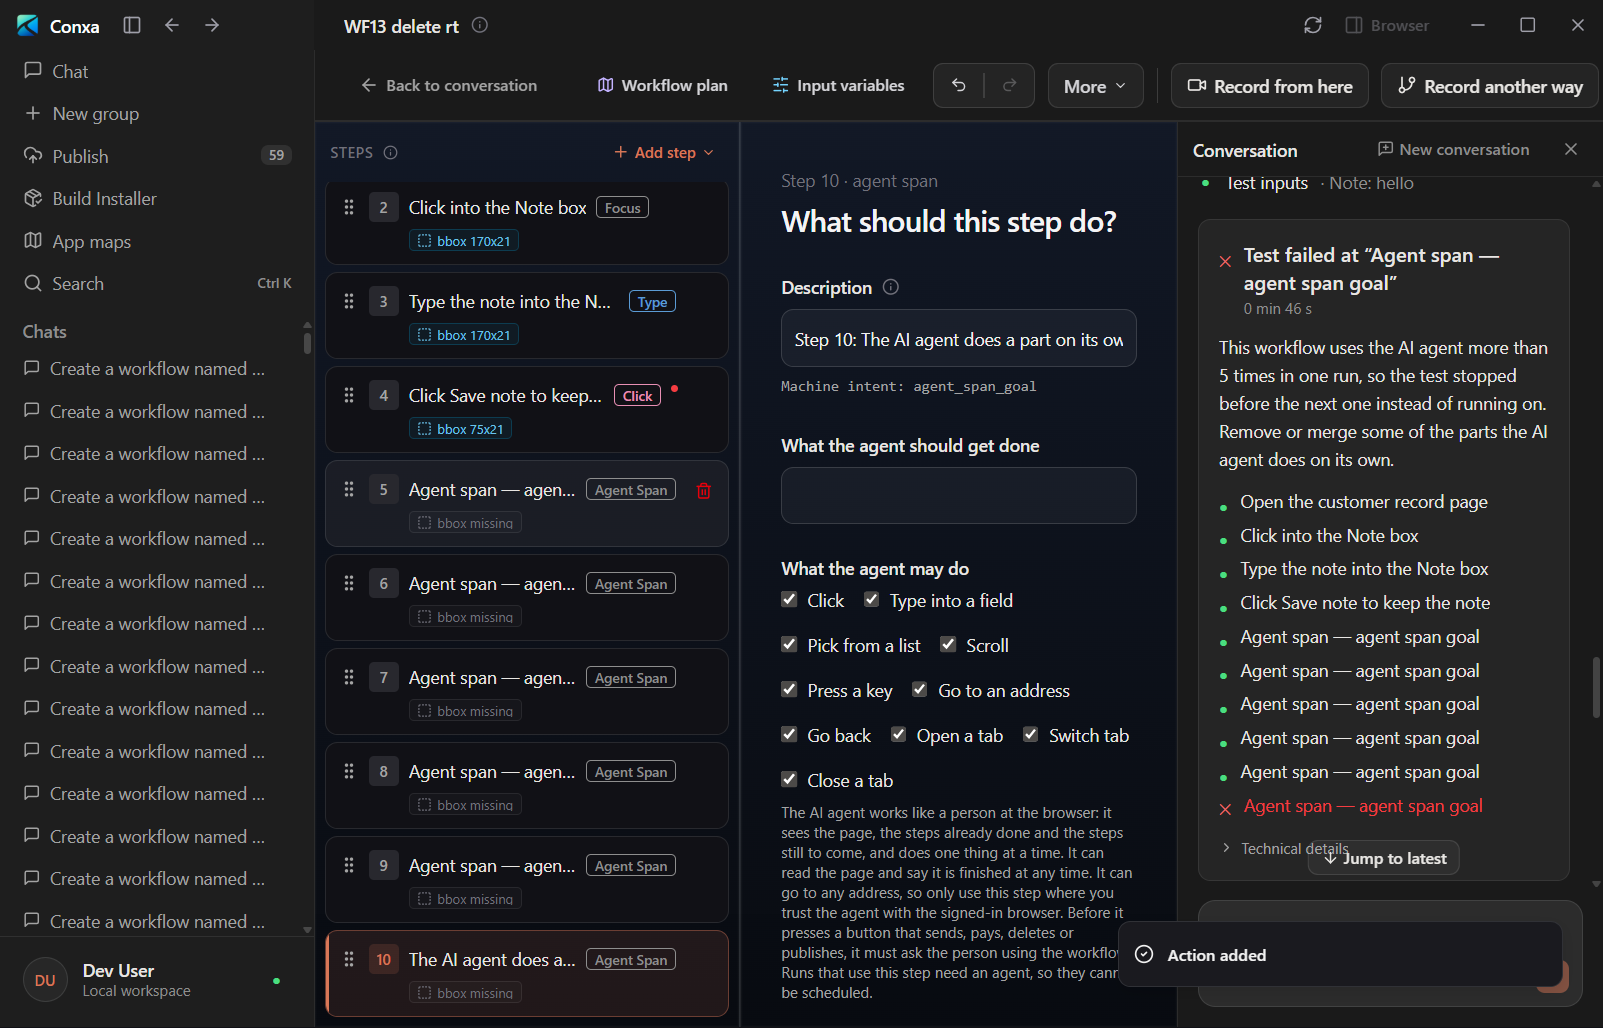 Conxa
WF13 delete rt
Browser
Chat
New group
Publish 59
Build Installer
App maps
Search Ctrl K
Chats
Create a workflow named ...
Create a workflow named ...
Create a workflow named ...
Create a workflow named ...
Create a workflow named ...
Create a workflow named ...
Create a workflow named ...
Create a workflow named ...
Create a workflow named ...
Create a workflow named ...
Create a workflow named ...
Create a workflow named ...
Create a workflow named ...
Create a workflow named ...
DU
Dev User
Local workspace
Back to conversation
Workflow plan
Input variables
More
Record from here
Record another way
STEPS
+ Add step
2 Click into the Note box Focus
bbox 170x21
3 Type the note into the N... Type
bbox 170x21
4 Click Save note to keep... Click
bbox 75x21
5 Agent span — agen... Agent Span
bbox missing
6 Agent span — agen... Agent Span
bbox missing
7 Agent span — agen... Agent Span
bbox missing
8 Agent span — agen... Agent Span
bbox missing
9 Agent span — agen... Agent Span
bbox missing
10 The AI agent does a... Agent Span
bbox missing
Step 10 · agent span
What should this step do?
Description
Step 10: The AI agent does a part on its ow
Machine intent: agent_span_goal
What the agent should get done
What the agent may do
Click Type into a field
Pick from a list Scroll
Press a key Go to an address
Go back Open a tab Switch tab
Close a tab
The AI agent works like a person at the browser: it
sees the page, the steps already done and the steps
still to come, and does one thing at a time. It can
read the page and say it is finished at any time. It can
go to any address, so only use this step where you
trust the agent with the signed-in browser. Before it
presses a button that sends, pays, deletes or
publishes, it must ask the person using the workflow
Runs that use this step need an agent, so they cann
be scheduled.
Conversation
New conversation
Test inputs · Note: hello
Test failed at “Agent span —
agent span goal”
0 min 46 s
This workflow uses the AI agent more than
5 times in one run, so the test stopped
before the next one instead of running on.
Remove or merge some of the parts the AI
agent does on its own.
Open the customer record page
Click into the Note box
Type the note into the Note box
Click Save note to keep the note
Agent span — agent span goal
Agent span — agent span goal
Agent span — agent span goal
Agent span — agent span goal
Agent span — agent span goal
Agent span — agent span goal
Technical details
Jump to latest
Action added